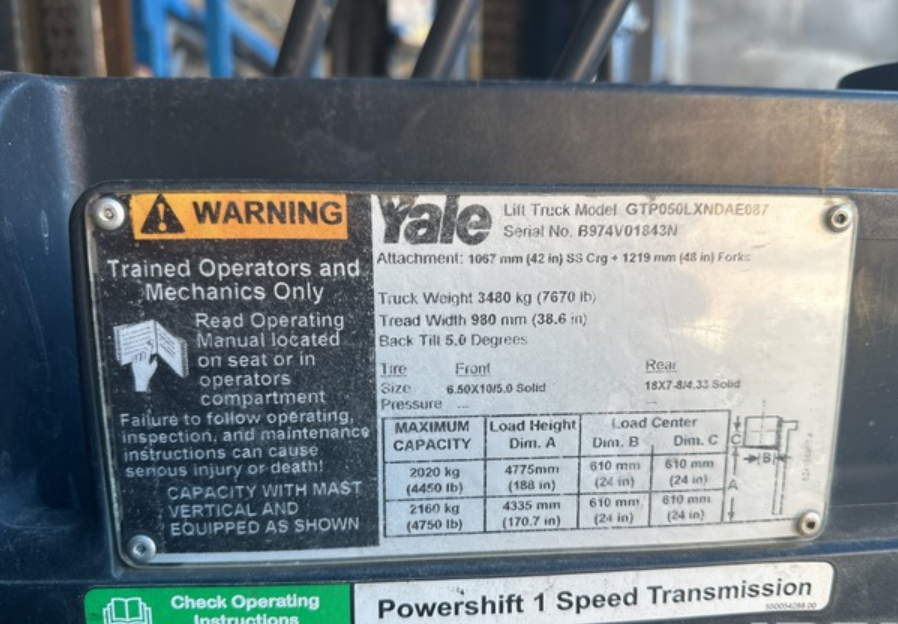 WARNING
Trained Operators and
Mechanics Only
Read Operating
Manual located
on seat or in
operators
compartment
Failure to follow operating,
inspection, and maintenance
instructions can cause
serious injury or death!
CAPACITY WITH MAST
VERTICAL AND
EQUIPPED AS SHOWN
Yale
Lift Truck Model GTP050LXNDAE087
Serial No. B974V01843N
Attachment: 1067 mm (42 in) SS Crg + 1219 mm (48 in) Forks
Truck Weight 3480 kg (7670 lb)
Tread Width 980 mm (38.6 in)
Back Tilt 5.0 Degrees
Tire Front Rear
Size 6.50X10/5.0 Solid 18X7-8/4.33 Solid
Pressure --- ---
MAXIMUM CAPACITY Load Height Dim. A Load Center Dim. B Dim. C
2020 kg 4775mm 610 mm 610 mm
(4450 lb) (188 in) (24 in) (24 in)
2160 kg 4335 mm 610 mm 610 mm
(4750 lb) (170.7 in) (24 in) (24 in)
C
B
A
Check Operating
Instructions
Powershift 1 Speed Transmission
550054288 00